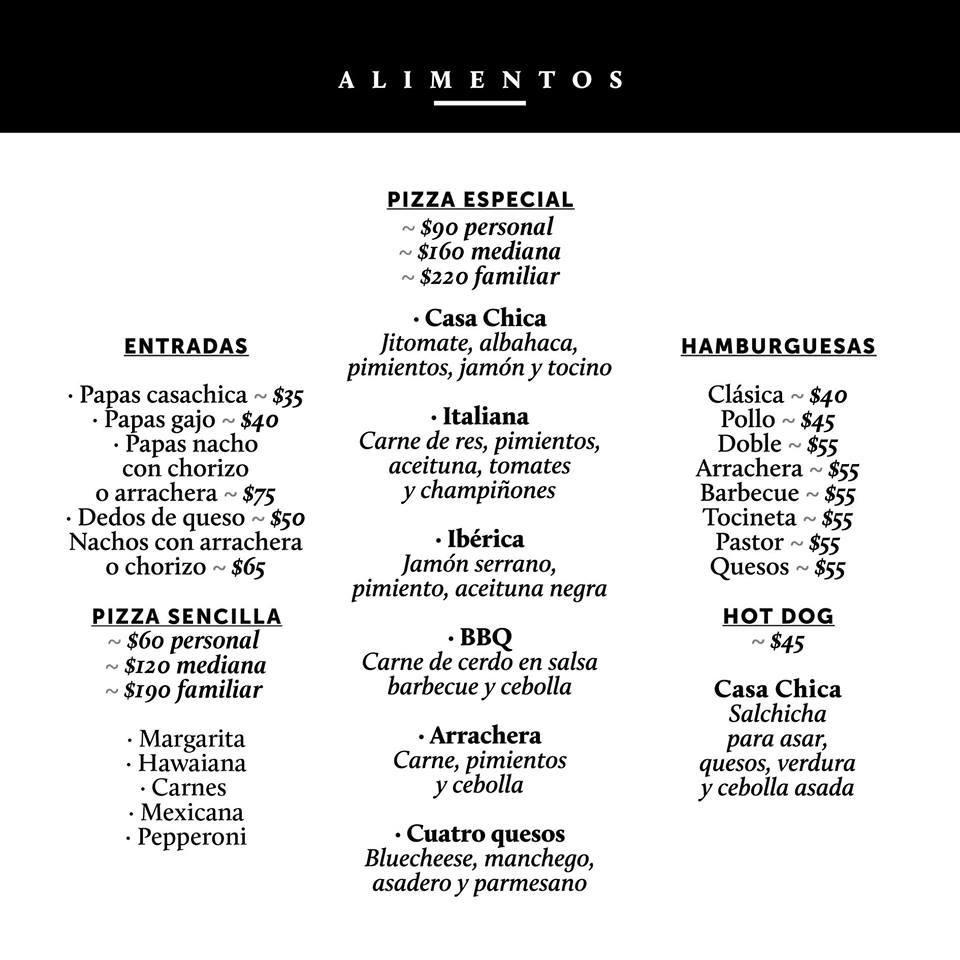 ALIMENTOS
ENTRADAS
· Papas casachica ~ $35
· Papas gajo ~ $40
· Papas nacho
con chorizo
o arrachera ~ $75
· Dedos de queso ~ $50
Nachos con arrachera
o chorizo ~ $65
PIZZA SENCILLA
~ $60 personal
~ $120 mediana
~ $190 familiar
· Margarita
· Hawaiana
· Carnes
· Mexicana
· Pepperoni
PIZZA ESPECIAL
~ $90 personal
~ $160 mediana
~ $220 familiar
· Casa Chica
Jitomate, albahaca,
pimientos, jamón y tocino
· Italiana
Carne de res, pimientos,
aceituna, tomates
y champiñones
· Ibérica
Jamón serrano,
pimiento, aceituna negra
· BBQ
Carne de cerdo en salsa
barbecue y cebolla
· Arrachera
Carne, pimientos
y cebolla
· Cuatro quesos
Bluecheese, manchego,
asadero y parmesano
HAMBURGUESAS
Clásica ~ $40
Pollo ~ $45
Doble ~ $55
Arrachera ~ $55
Barbecue ~ $55
Tocineta ~ $55
Pastor ~ $55
Quesos ~ $55
HOT DOG
~ $45
Casa Chica
Salchicha
para asar,
quesos, verdura
y cebolla asada